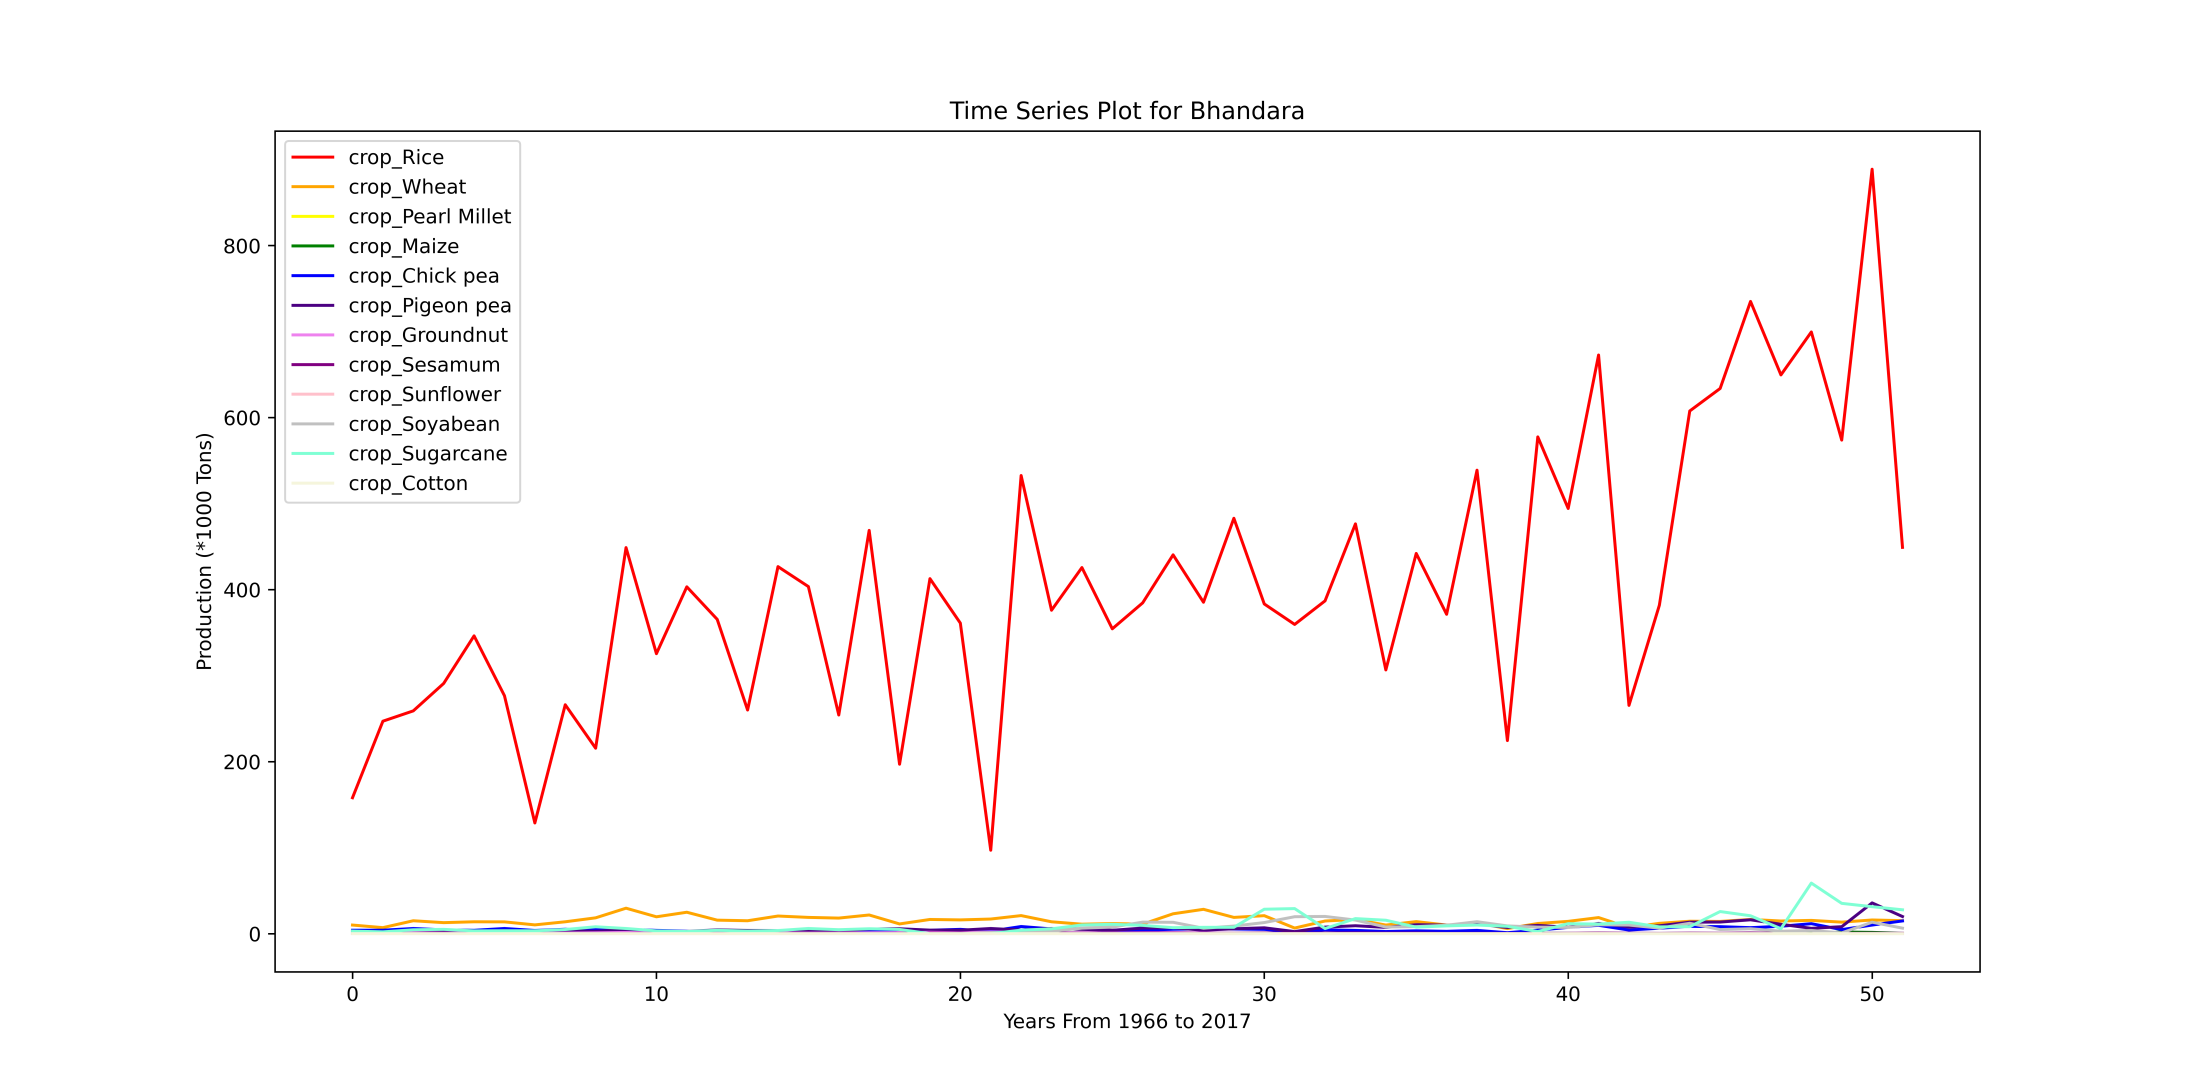 Time Series Plot for Bhandara
crop_Rice
crop_Wheat
crop_Pearl Millet
crop_Maize
crop_Chick pea
crop_Pigeon pea
crop_Groundnut
crop_Sesamum
crop_Sunflower
crop_Soyabean
crop_Sugarcane
crop_Cotton
Production (*1000 Tons)
800
600
400
200
0
0 10 20 30 40 50
Years From 1966 to 2017